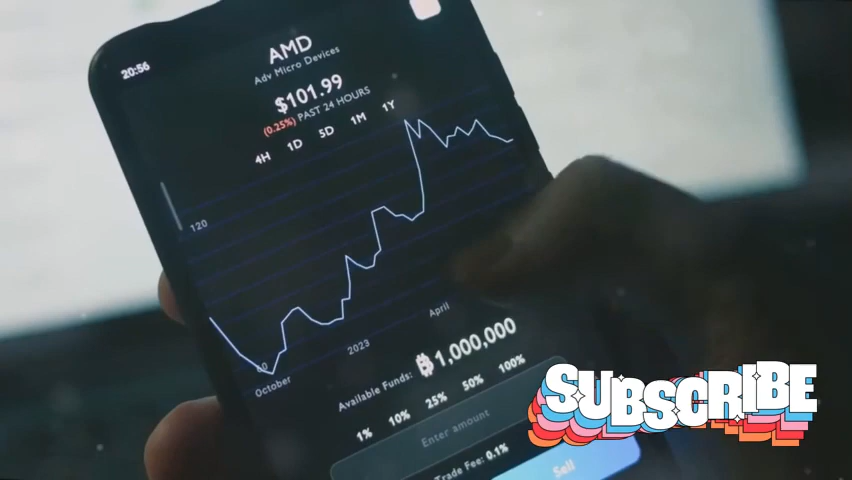 20:56
AMD
Adv Micro Devices
$101.99
(0.25%) PAST 24 HOURS
4H 1D 5D 1M 1Y
120
60
October 2023 April
Available Funds: ₿1,000,000
1% 10% 25% 50% 100%
Enter amount
Trade Fee: 0.1%
Sell
SUBSCRIBE